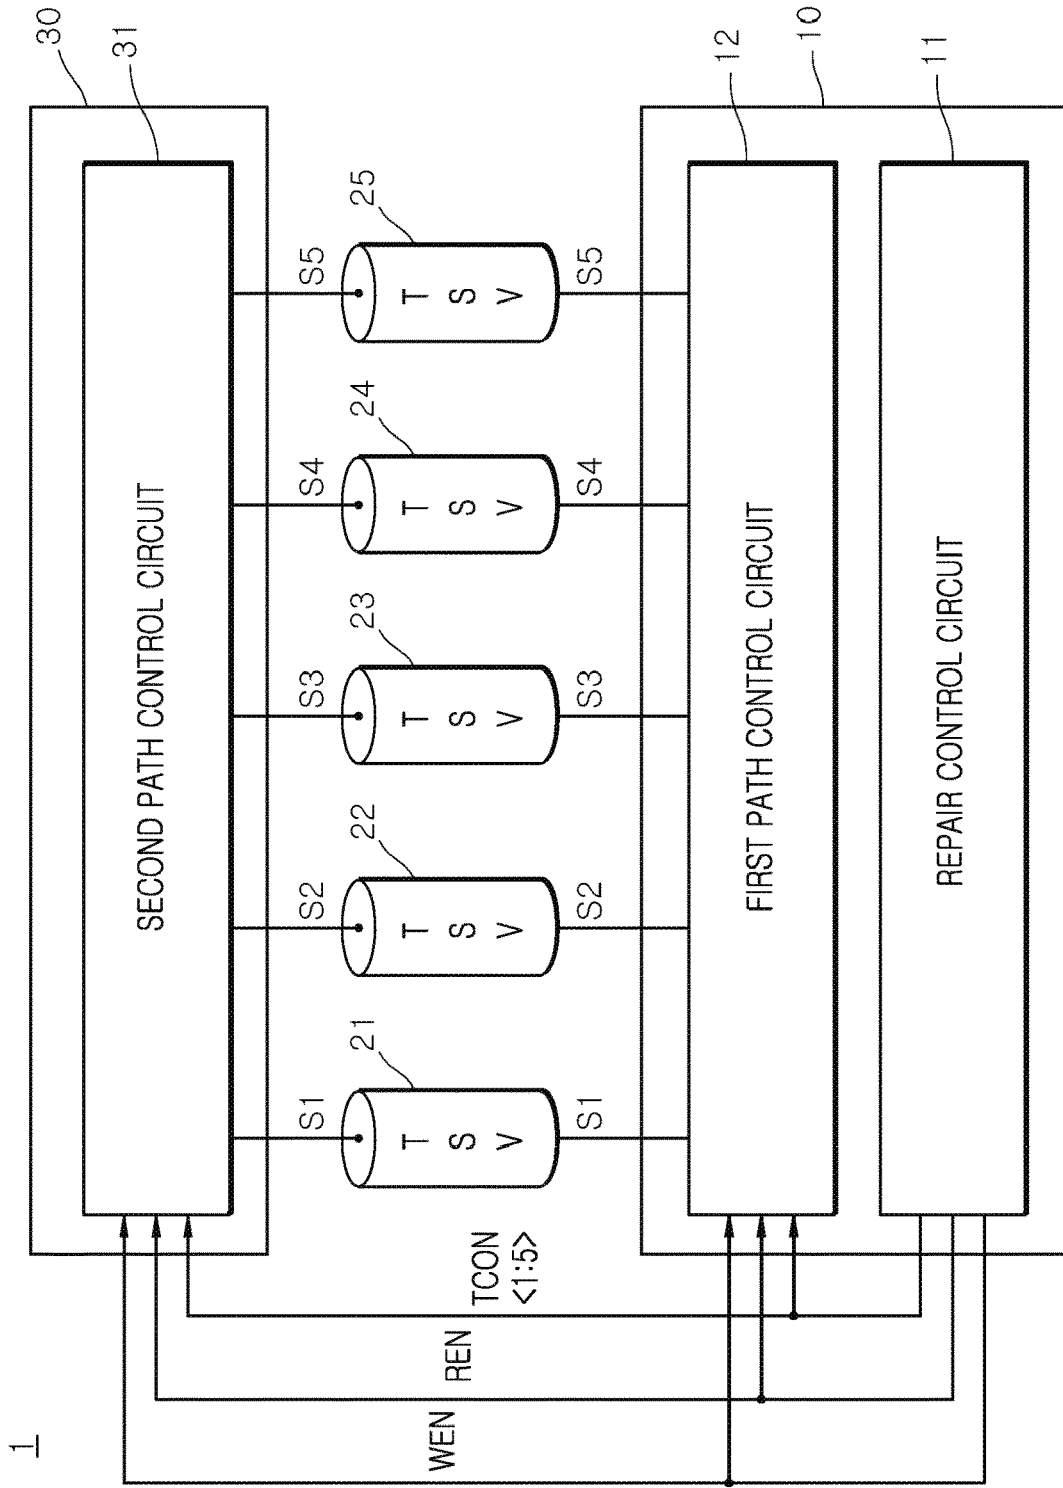 1
30
31
SECOND PATH CONTROL CIRCUIT
S1
S2
S3
S4
S5
21
22
23
24
25
TSV
TSV
TSV
TSV
TSV
WEN
REN
TCON
<1:5>
S1
S2
S3
S4
S5
12
FIRST PATH CONTROL CIRCUIT
10
11
REPAIR CONTROL CIRCUIT